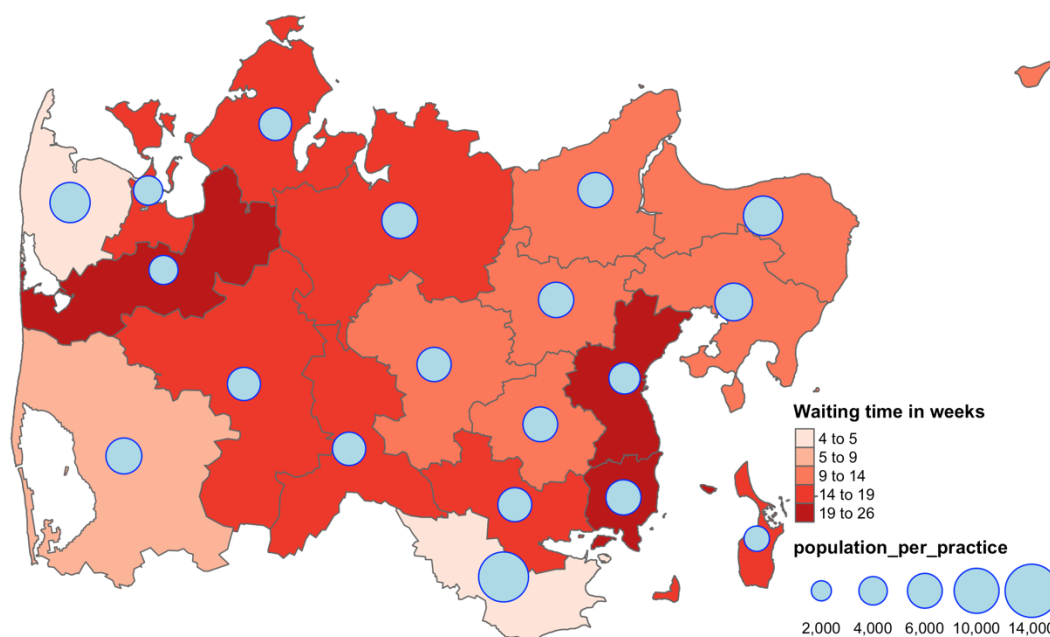 Waiting time in weeks
4 to 5
5 to 9
9 to 14
14 to 19
19 to 26
population_per_practice
2,000 4,000 6,000 10,000 14,000